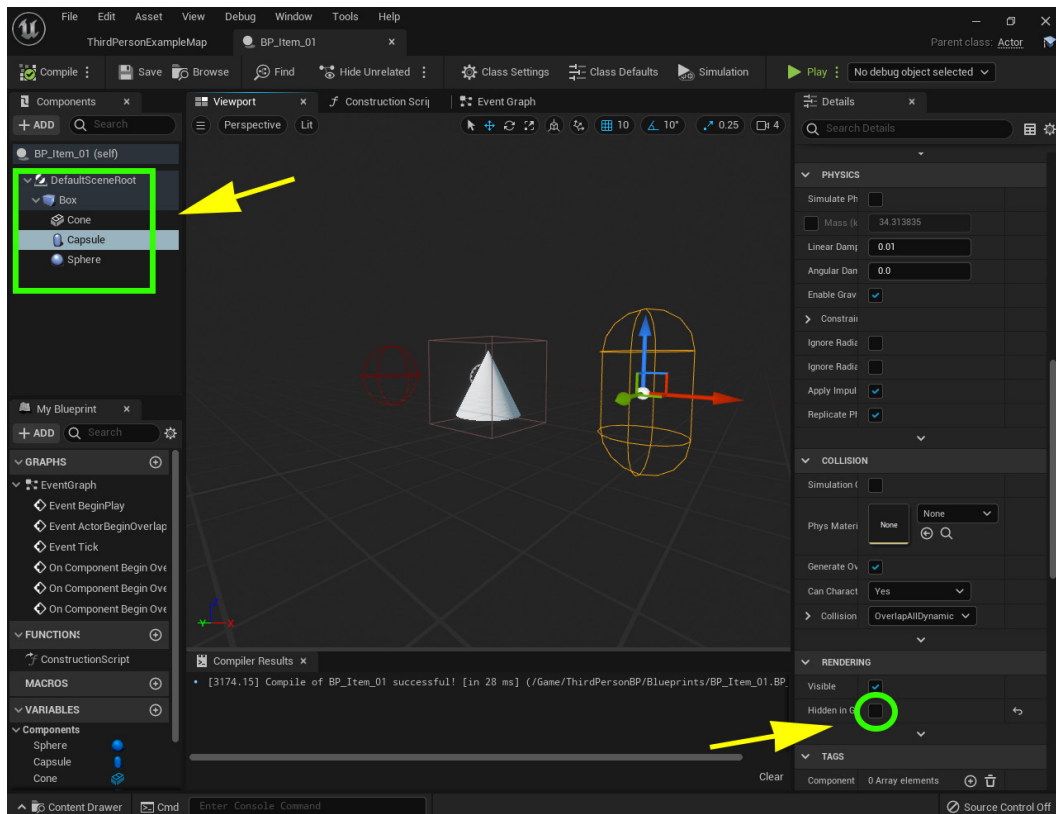 File Edit Asset View Debug Window Tools Help
ThirdPersonExampleMap BP_Item_01 Parent class: Actor
Compile Save Browse Find Hide Unrelated Class Settings Class Defaults Simulation Play No debug object selected
Components
ADD Search
BP_Item_01 (self)
DefaultSceneRoot
Box
Cone
Capsule
Sphere
My Blueprint
ADD Search
GRAPHS
EventGraph
Event BeginPlay
Event ActorBeginOverlap
Event Tick
On Component Begin Ove
On Component Begin Ove
On Component Begin Ove
FUNCTIONS
ConstructionScript
MACROS
VARIABLES
Components
Sphere
Capsule
Cone
Viewport Construction Scrip Event Graph
Perspective Lit 10 10° 0.25 4
Y X
Compiler Results
[3174.15] Compile of BP_Item_01 successful! [in 28 ms] (/Game/ThirdPersonBP/Blueprints/BP_Item_01.BP_
Clear
Details
Search Details
PHYSICS
Simulate Ph
Mass (k 34.313835
Linear Damp 0.01
Angular Dan 0.0
Enable Grav
Constrair
Ignore Radia
Ignore Radia
Apply Impul
Replicate Pl
COLLISION
Simulation (
Phys Materi None None
Generate Ov
Can Charact Yes
Collision OverlapAllDynamic
RENDERING
Visible
Hidden in G
TAGS
Component 0 Array elements
Content Drawer Cmd Enter Console Command Source Control Off